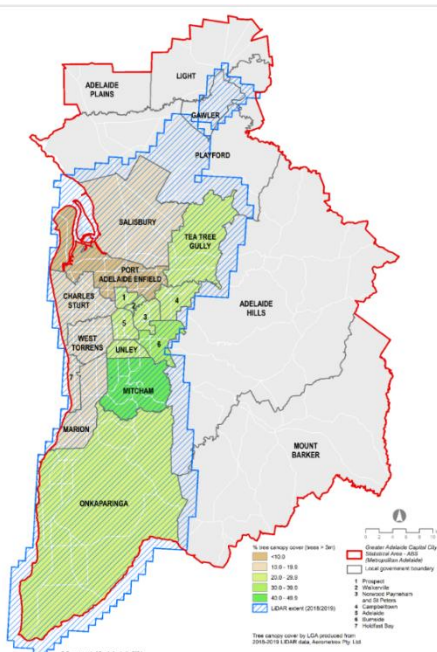 LIGHT
ADELAIDE
PLAINS
GAWLER
PLAYFORD
SALISBURY
TEA TREE
GULLY
PORT
ADELAIDE ENFIELD
CHARLES
STURT
1
2
3
4
5
6
ADELAIDE
HILLS
WEST
TORRENS
UNLEY
7
MITCHAM
MARION
MOUNT
BARKER
ONKAPARINGA
% tree canopy cover (trees > 3m)
<10.0
10.0 - 19.9
20.0 - 29.9
30.0 - 39.9
40.0 - 49.9
LiDAR extent (2018/2019)
Greater Adelaide Capital City
Statistical Area - ABS
(Metropolitan Adelaide)
Local government boundary
1 Prospect
2 Walkerville
3 Norwood Payneham
and St Peters
4 Campbelltown
5 Adelaide
6 Burnside
7 Holdfast Bay
Tree canopy cover by LGA produced from
2018-2019 LiDAR data, Aerometrex Pty. Ltd